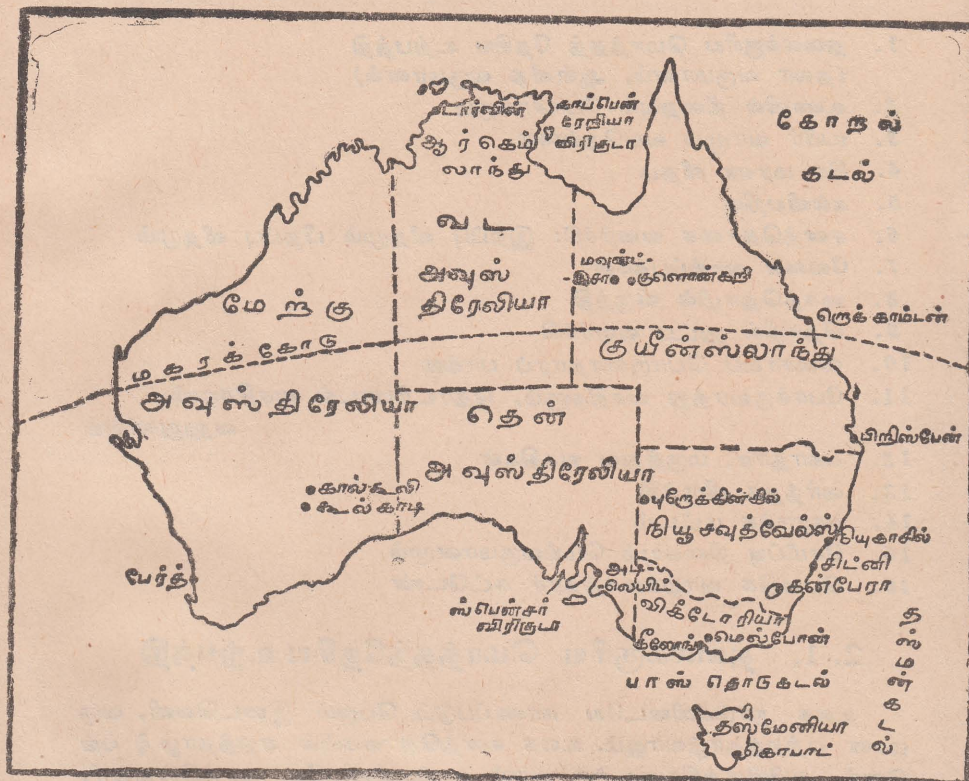 டார்வின்
ஆர்கெம்
லாந்து
காப்பென்
ரேறியா
விரிகுடா
கோறல்
கடல்
வட
அவுஸ்
திரேலியா
மவுண்ட்-
இசா
குளொன்கறி
மேற்கு
மகரக்கோடு
றொக் காம்டன்
குயீன்ஸ்லாந்து
அவுஸ்திரேலியா
தென்
அவுஸ்திரேலியா
பிறிஸ்பேன்
கால்கூலி
கூல்காடி
புறோக்கின்கில்
நியூ சவுத்வேல்ஸ்
நியுகாசில்
சிட்னி
கன்பேரா
பேர்த்
அடி-
லெயிட்
ஸ்பென்சர்
விரிகுடா
விக்டோரியா
கீலோங்
மெல்போன்
பாஸ் தொடுகடல்
தஸ்மன்கடல்
தஸ்மேனியா
கொபாட்